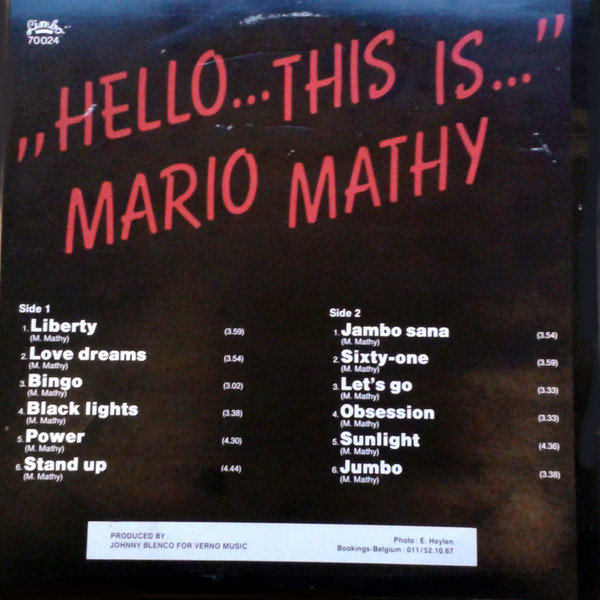 Limbo
70024
„HELLO...THIS IS..."
MARIO MATHY
Side 1
1. Liberty (3.59)
(M. Mathy)
2. Love dreams (3.54)
(M. Mathy)
3. Bingo (3.02)
(M. Mathy)
4. Black lights (3.38)
(M. Mathy)
5. Power (4.30)
(M. Mathy)
6. Stand up (4.44)
(M. Mathy)
Side 2
1. Jambo sana (3.54)
(M. Mathy)
2. Sixty-one (3.59)
(M. Mathy)
3. Let's go (3.33)
(M. Mathy)
4. Obsession (3.33)
(M. Mathy)
5. Sunlight (4.36)
(M. Mathy)
6. Jumbo (3.38)
(M. Mathy)
PRODUCED BY
JOHNNY BLENCO FOR VERNO MUSIC
Photo: E. Heylen
Bookings-Belgium: 011/52.10.67